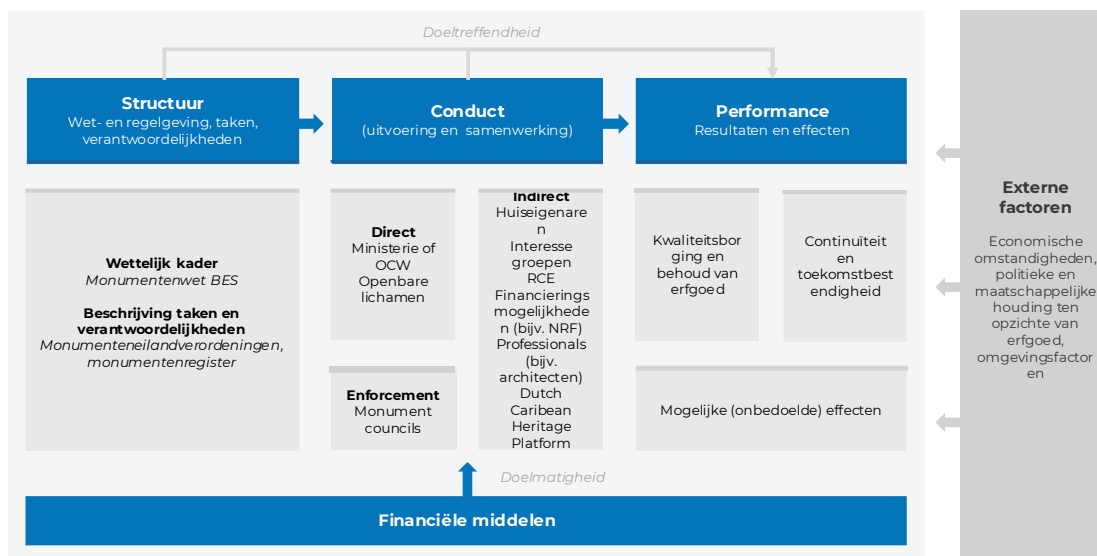 Doeltreffendheid
Structuur
Wet- en regelgeving, taken,
verantwoordelijkheden
Conduct
(uitvoering en samenwerking)
Performance
Resultaten en effecten
Wettelijk kader
Monumentenwet BES
Beschrijving taken en
verantwoordelijkheden
Monumenteneilandverordeningen,
monumentenregister
Direct
Ministerie of
OCW
Openbare
lichamen
Enforcement
Monument
councils
Indirect
Huiseigenare
n
Interesse
groepen
RCE
Financierings
mogelijkhede
n (bijv. NRF)
Professionals
(bijv.
architecten)
Dutch
Caribean
Heritage
Platform
Kwaliteitsbor
ging en
behoud van
erfgoed
Continuïteit
en
toekomstbest
endigheid
Mogelijke (onbedoelde) effecten
Doelmatigheid
Financiële middelen
Externe
factoren
Economische
omstandigheden,
politieke en
maatschappelijke
houding ten
opzichte van
erfgoed,
omgevingsfactor
en